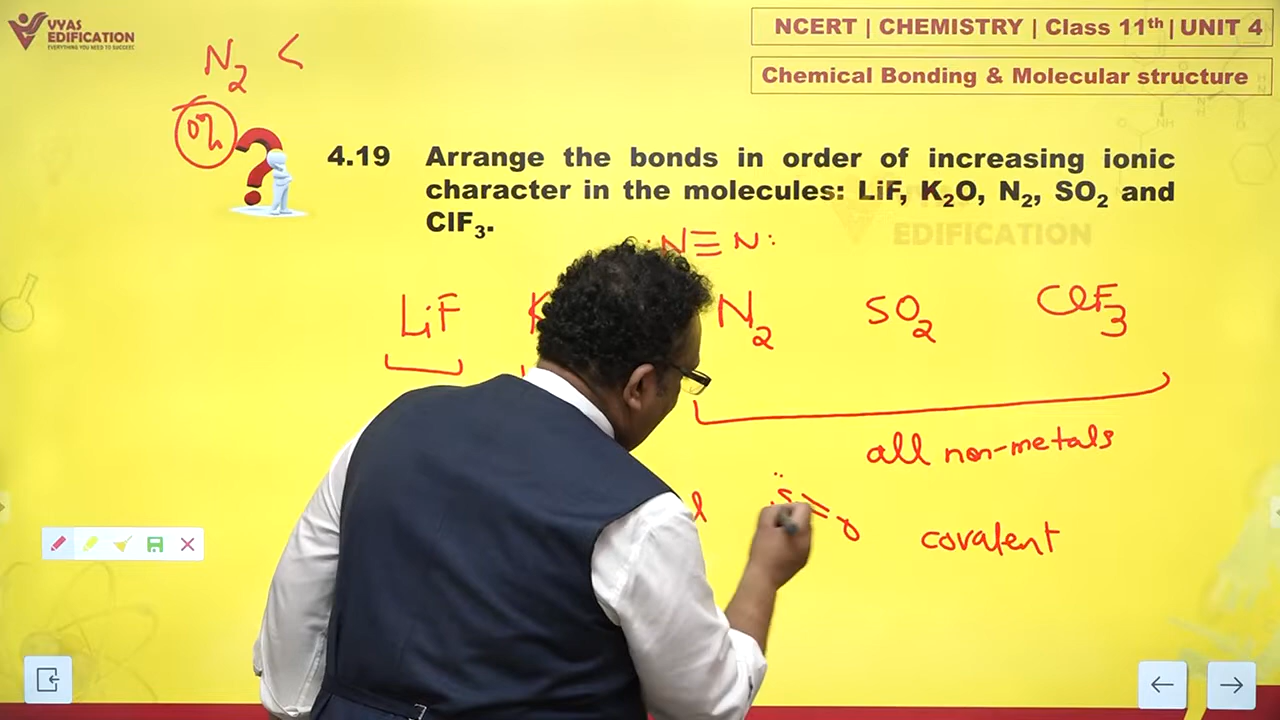 VYAS
EDIFICATION
EVERYTHING YOU NEED TO SUCCEED
NCERT | CHEMISTRY | Class 11th | UNIT 4
Chemical Bonding & Molecular structure
N2 <
0%
4.19 Arrange the bonds in order of increasing ionic
character in the molecules: LiF, K2O, N2, SO2 and
ClF3.
EDIFICATION
:N≡N:
LiF K N2 SO2 ClF3
all non-metals
S=O
covalent